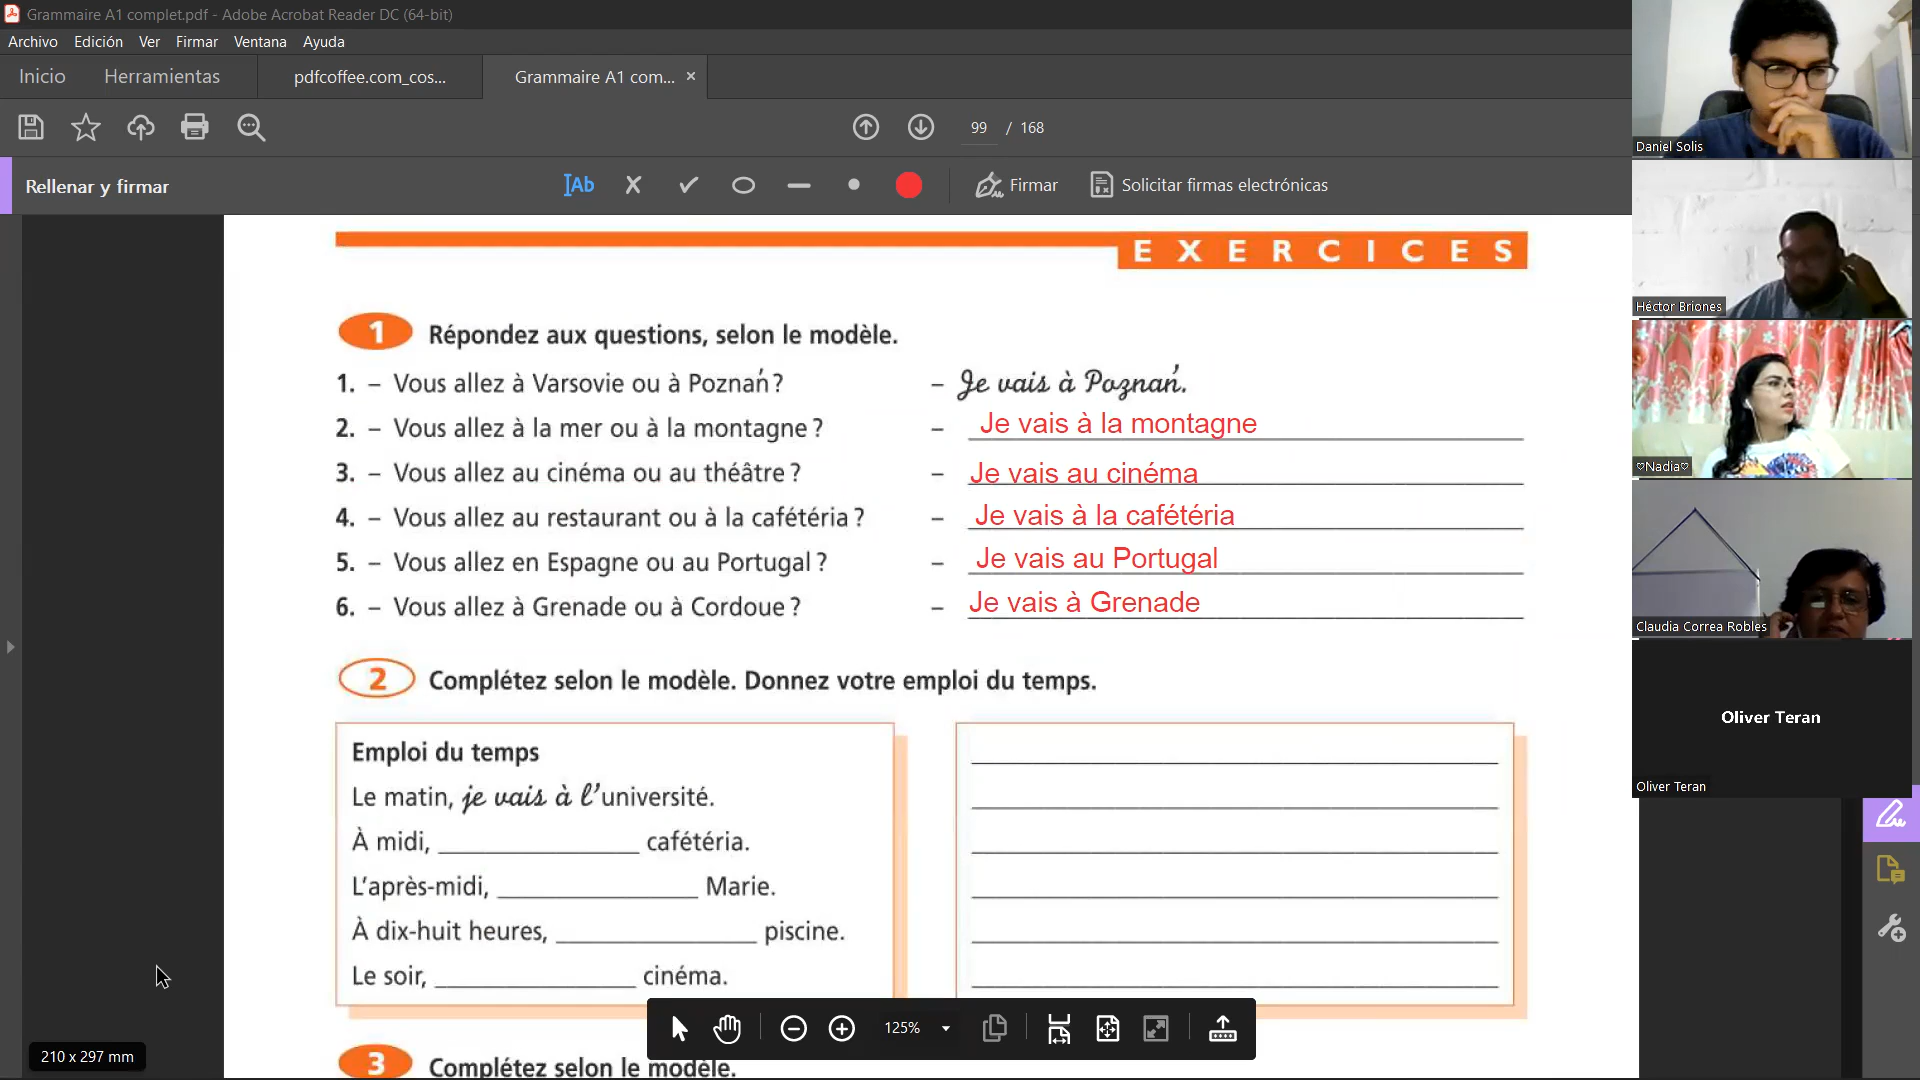 Grammaire A1 complet.pdf - Adobe Acrobat Reader DC (64-bit)
Archivo Edición Ver Firmar Ventana Ayuda
Inicio Herramientas pdfcoffee.com_cos... Grammaire A1 com... ×
99 / 168
Rellenar y firmar Ab Firmar Solicitar firmas electrónicas
EXERCICES
1 Répondez aux questions, selon le modèle.
1. – Vous allez à Varsovie ou à Poznań ? – Je vais à Poznań.
2. – Vous allez à la mer ou à la montagne ? – Je vais à la montagne
3. – Vous allez au cinéma ou au théâtre ? – Je vais au cinéma
4. – Vous allez au restaurant ou à la cafétéria ? – Je vais à la cafétéria
5. – Vous allez en Espagne ou au Portugal ? – Je vais au Portugal
6. – Vous allez à Grenade ou à Cordoue ? – Je vais à Grenade
2 Complétez selon le modèle. Donnez votre emploi du temps.
Emploi du temps
Le matin, je vais à l'université.
À midi, ______________ cafétéria.
L'après-midi, ______________ Marie.
À dix-huit heures, ______________ piscine.
Le soir, ______________ cinéma.
3 Complétez selon le modèle.
125%
210 x 297 mm
Daniel Solis
Héctor Briones
♡Nadia♡
Claudia Correa Robles
Oliver Teran
Oliver Teran